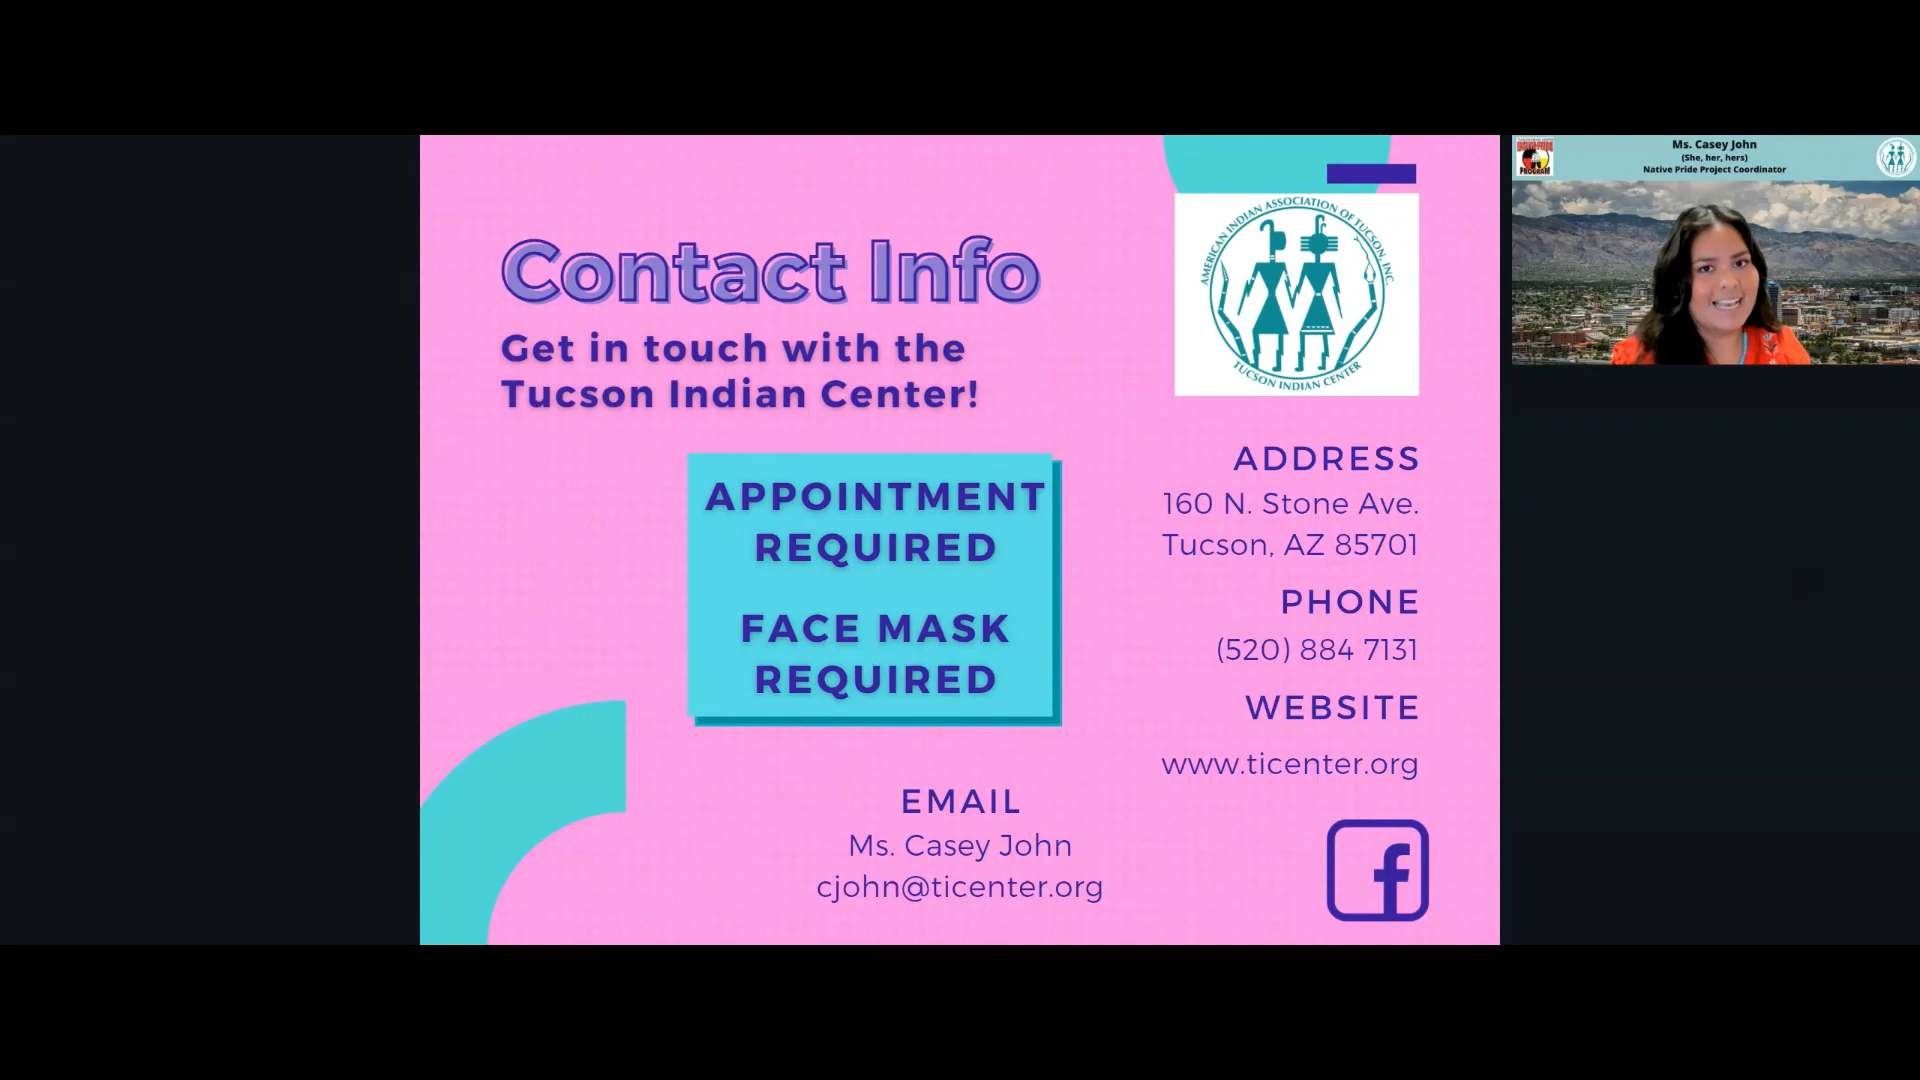 Contact Info
Get in touch with the
Tucson Indian Center!
APPOINTMENT
REQUIRED
FACE MASK
REQUIRED
EMAIL
Ms. Casey John
cjohn@ticenter.org
AMERICAN INDIAN ASSOCIATION OF TUCSON, INC.
TUCSON INDIAN CENTER
ADDRESS
160 N. Stone Ave.
Tucson, AZ 85701
PHONE
(520) 884 7131
WEBSITE
www.ticenter.org
f
Ms. Casey John
(She, her, hers)
Native Pride Project Coordinator
PROGRAM